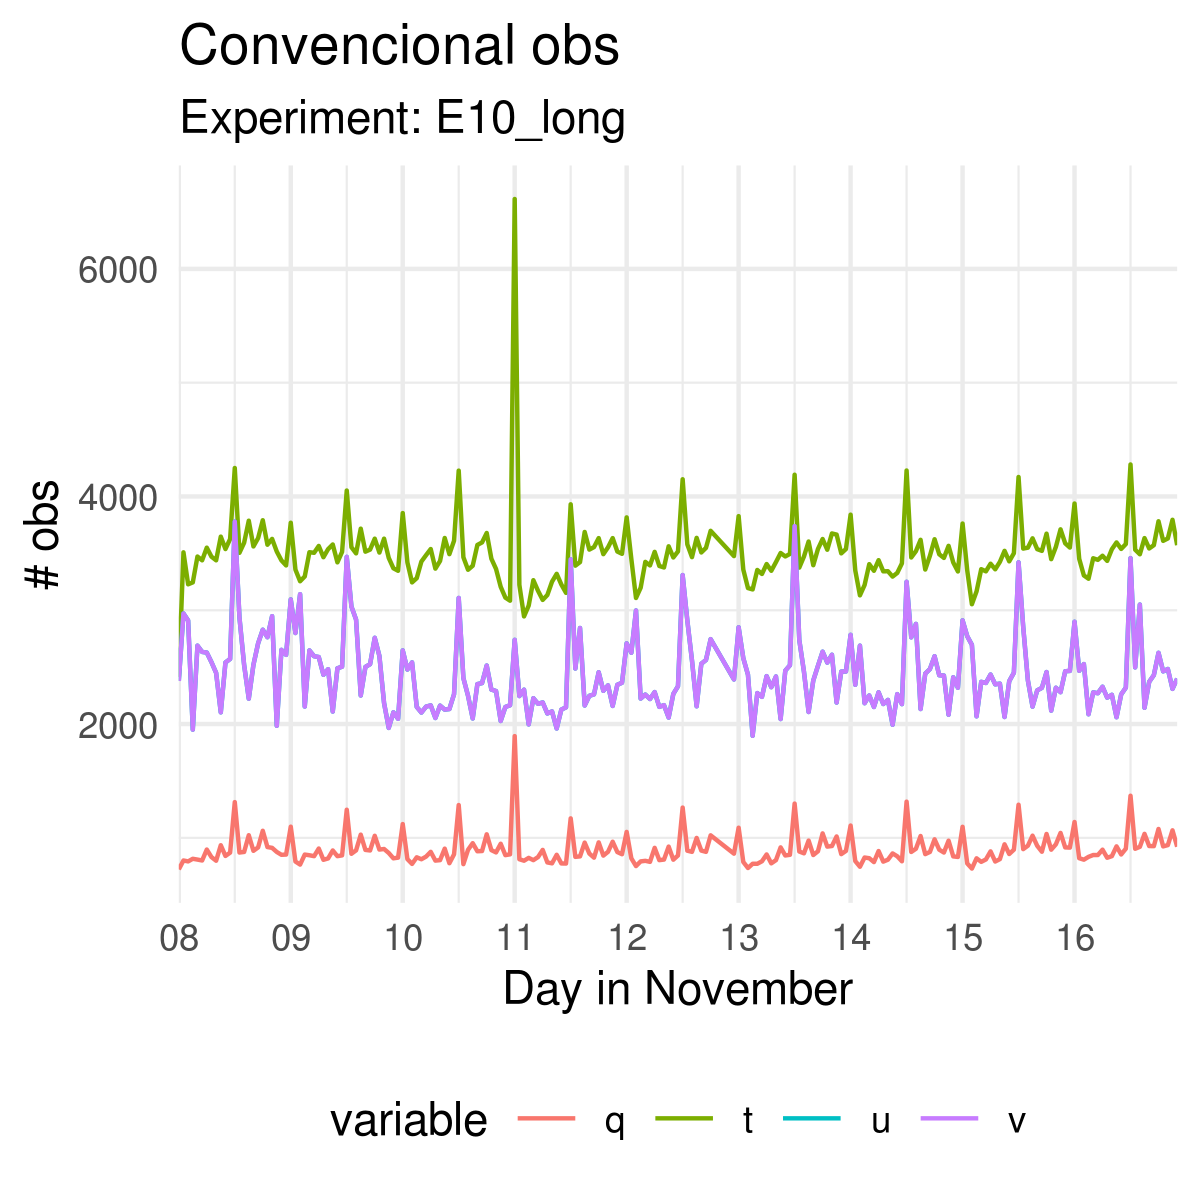 Convencional obs
Experiment: E10_long
# obs
6000
4000
2000
08 09 10 11 12 13 14 15 16
Day in November
variable q t u v